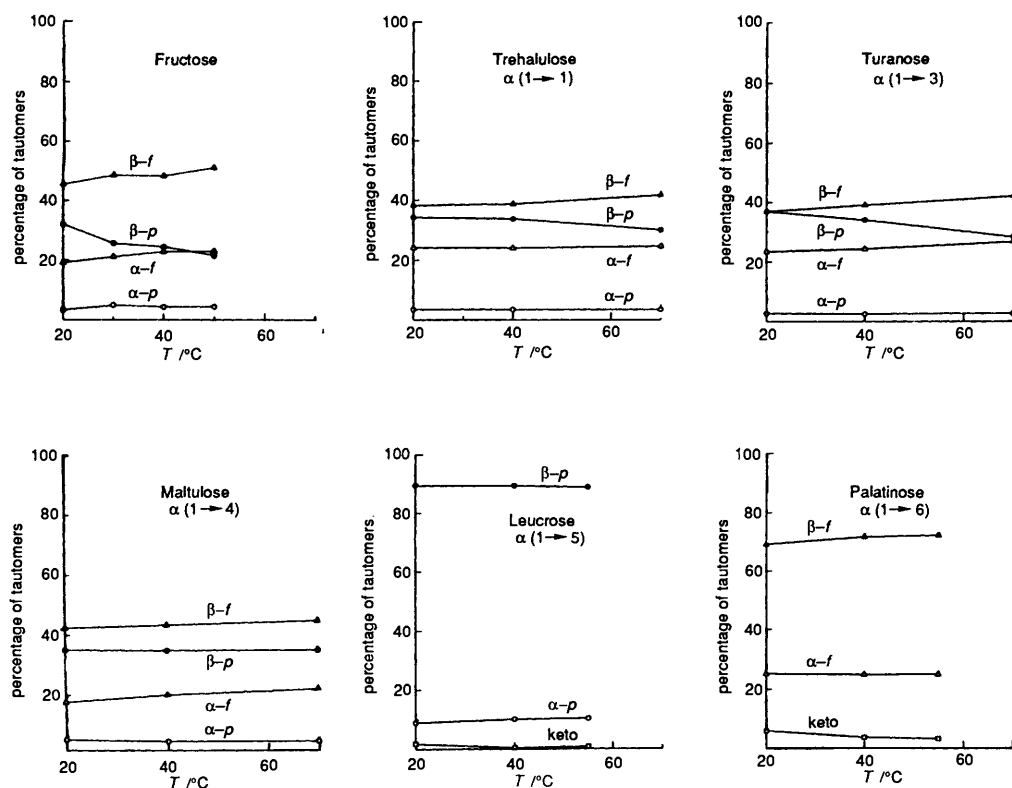 percentage of tautomers
100
80
60
40
20
Fructose
β–f
β–p
α–f
α–p
20 40 60
T /°C
percentage of tautomers
100
80
60
40
20
Trehalulose
α (1→ 1)
β–f
β–p
α–f
α–p
20 40 60
T /°C
percentage of tautomers
100
80
60
40
20
Turanose
α (1→ 3)
β–f
β–p
α–f
α–p
20 40 60
T /°C
percentage of tautomers
100
80
60
40
20
Maltulose
α (1→ 4)
β–f
β–p
α–f
α–p
20 40 60
T /°C
percentage of tautomers
100
80
60
40
20
β–p
Leucrose
α (1→ 5)
α–p
keto
20 40 60
T /°C
percentage of tautomers
100
80
60
40
20
Palatinose
α (1→ 6)
β–f
α–f
keto
20 40 60
T /°C